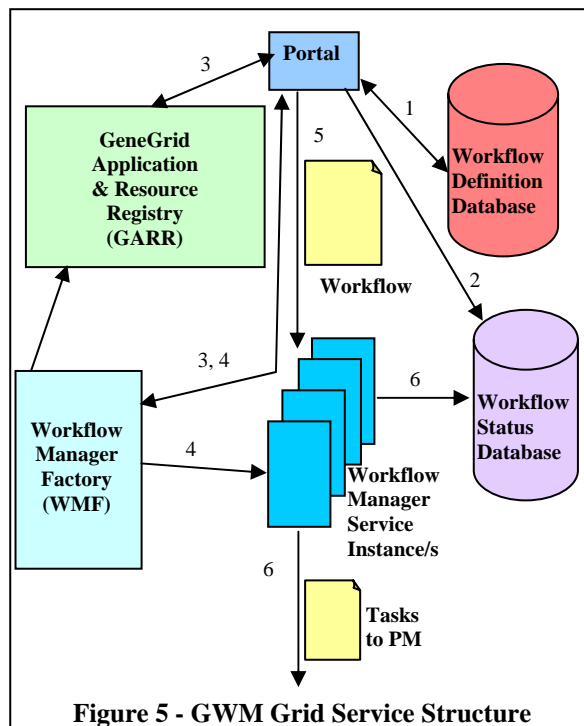 Portal
3
1
GeneGrid
Application
& Resource
Registry
(GARR)
5
Workflow
Definition
Database
Workflow
2
3, 4
6
Workflow
Status
Database
Workflow
Manager
Factory
(WMF)
4
Workflow
Manager
Service
Instance/s
6
Tasks
to PM
Figure 5 - GWM Grid Service Structure